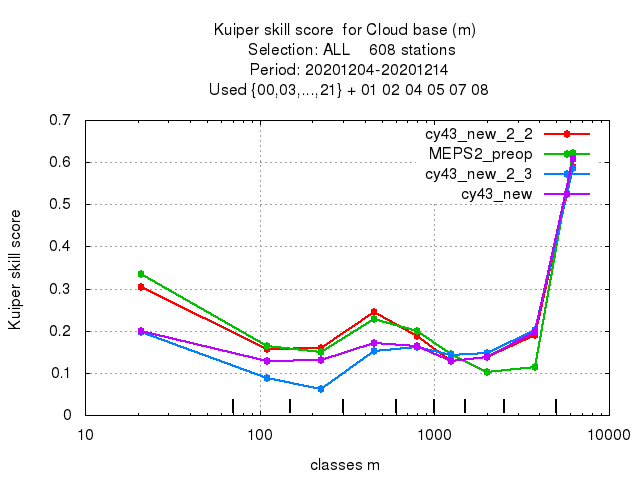 Kuiper skill score  for Cloud base (m)
Selection: ALL    608 stations
Period: 20201204-20201214
Used {00,03,...,21} + 01 02 04 05 07 08
cy43_new_2_2
MEPS2_preop
cy43_new_2_3
cy43_new
Kuiper skill score
0.7
0.6
0.5
0.4
0.3
0.2
0.1
0
10
100
1000
10000
classes m